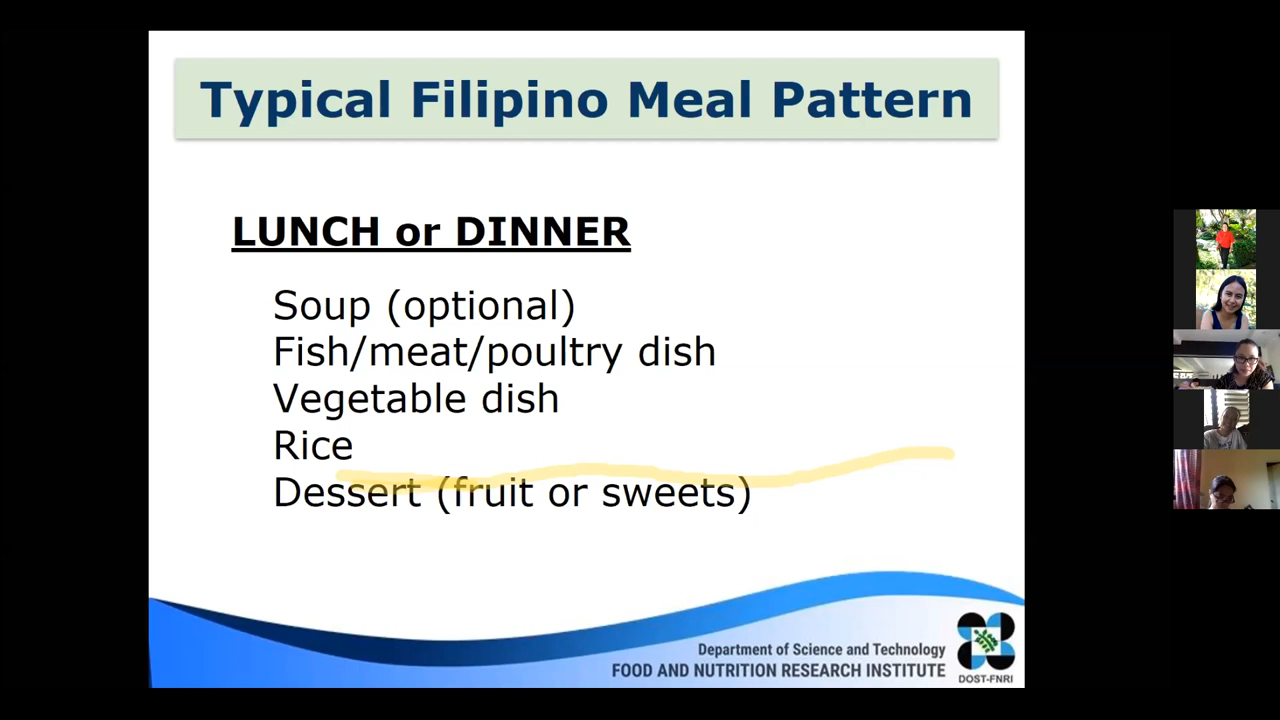 Typical Filipino Meal Pattern
LUNCH or DINNER
Soup (optional)
Fish/meat/poultry dish
Vegetable dish
Rice
Dessert (fruit or sweets)
Department of Science and Technology
FOOD AND NUTRITION RESEARCH INSTITUTE
DOST-FNRI